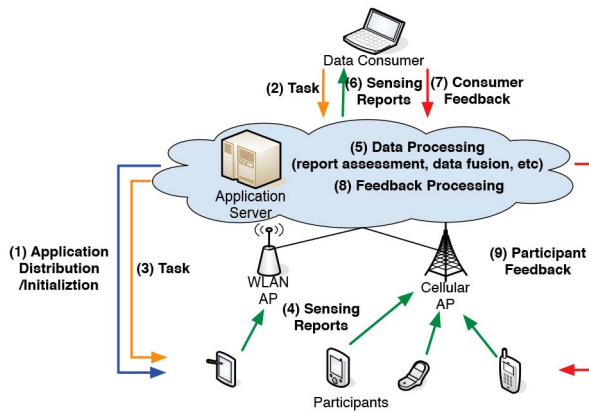 Data Consumer
(2) Task
(6) Sensing
Reports
(7) Consumer
Feedback
(5) Data Processing
(report assessment, data fusion, etc)
(8) Feedback Processing
Application
Server
(1) Application
Distribution
/Initializtion
(3) Task
WLAN
AP
(4) Sensing
Reports
Cellular
AP
(9) Participant
Feedback
Participants